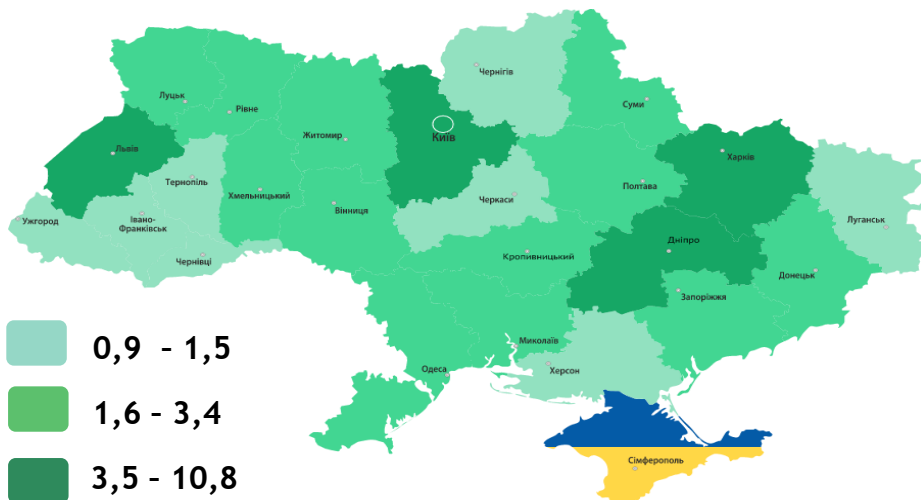 Чернігів
Луцьк
Рівне
Суми
Житомир
Київ
Львів
Харків
Тернопіль
Хмельницький
Полтава
Черкаси
Вінниця
Ужгород
Івано-
Франківськ
Луганськ
Чернівці
Дніпро
Кропивницький
Донецьк
Запоріжжя
Миколаїв
Одеса
Херсон
Сімферополь
0,9 - 1,5
1,6 - 3,4
3,5 - 10,8